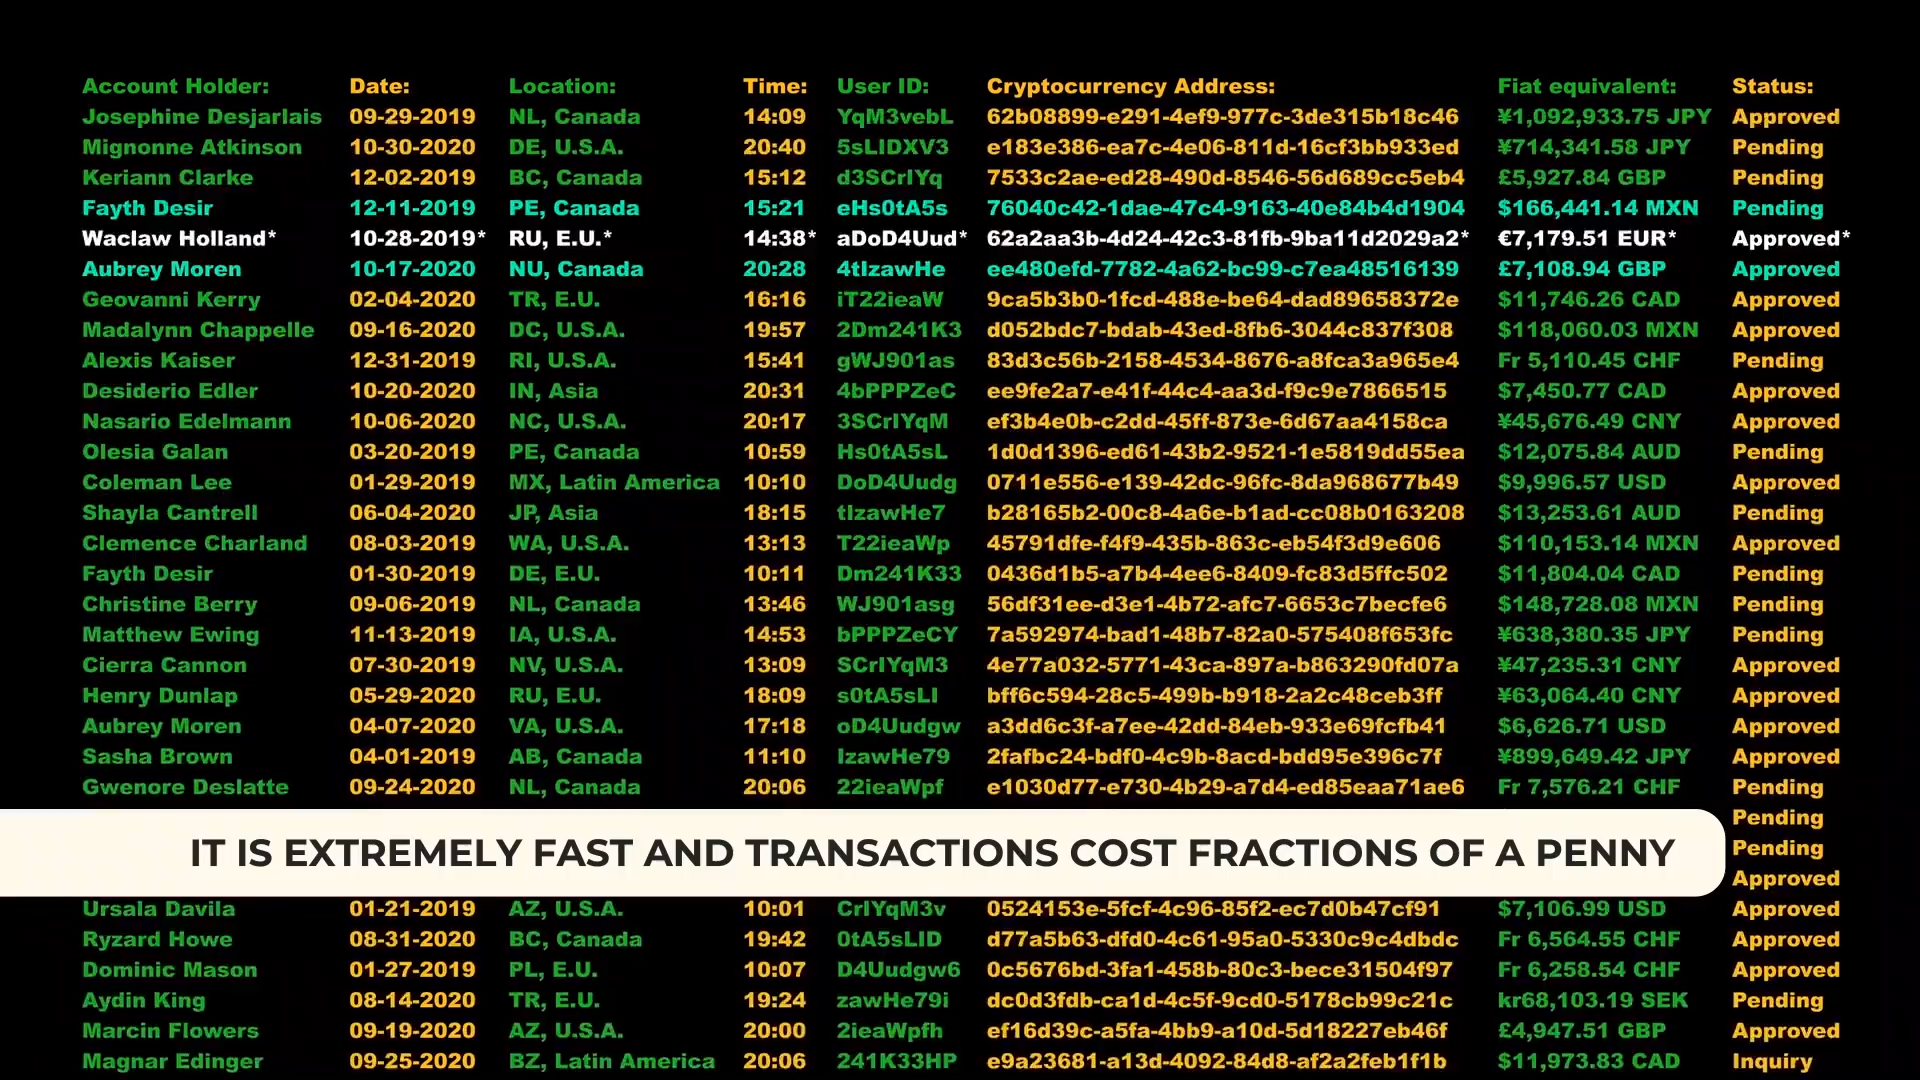 Account Holder: Date: Location: Time: User ID: Cryptocurrency Address: Fiat equivalent: Status:
Josephine Desjarlais 09-29-2019 NL, Canada 14:09 YqM3vebL 62b08899-e291-4ef9-977c-3de315b18c46 ¥1,092,933.75 JPY Approved
Mignonne Atkinson 10-30-2020 DE, U.S.A. 20:40 5sLIDXV3 e183e386-ea7c-4e06-811d-16cf3bb933ed ¥714,341.58 JPY Pending
Keriann Clarke 12-02-2019 BC, Canada 15:12 d3SCrIYq 7533c2ae-ed28-490d-8546-56d689cc5eb4 £5,927.84 GBP Pending
Fayth Desir 12-11-2019 PE, Canada 15:21 eHs0tA5s 76040c42-1dae-47c4-9163-40e84b4d1904 $166,441.14 MXN Pending
Waclaw Holland* 10-28-2019* RU, E.U.* 14:38* aDoD4Uud* 62a2aa3b-4d24-42c3-81fb-9ba11d2029a2* €7,179.51 EUR* Approved*
Aubrey Moren 10-17-2020 NU, Canada 20:28 4tIzawHe ee480efd-7782-4a62-bc99-c7ea48516139 £7,108.94 GBP Approved
Geovanni Kerry 02-04-2020 TR, E.U. 16:16 iT22ieaW 9ca5b3b0-1fcd-488e-be64-dad89658372e $11,746.26 CAD Approved
Madalynn Chappelle 09-16-2020 DC, U.S.A. 19:57 2Dm241K3 d052bdc7-bdab-43ed-8fb6-3044c837f308 $118,060.03 MXN Approved
Alexis Kaiser 12-31-2019 RI, U.S.A. 15:41 gWJ901as 83d3c56b-2158-4534-8676-a8fca3a965e4 Fr 5,110.45 CHF Pending
Desiderio Edler 10-20-2020 IN, Asia 20:31 4bPPPZeC ee9fe2a7-e41f-44c4-aa3d-f9c9e7866515 $7,450.77 CAD Approved
Nasario Edelmann 10-06-2020 NC, U.S.A. 20:17 3SCrIYqM ef3b4e0b-c2dd-45ff-873e-6d67aa4158ca ¥45,676.49 CNY Approved
Olesia Galan 03-20-2019 PE, Canada 10:59 Hs0tA5sL 1d0d1396-ed61-43b2-9521-1e5819dd55ea $12,075.84 AUD Pending
Coleman Lee 01-29-2019 MX, Latin America 10:10 DoD4Uudg 0711e556-e139-42dc-96fc-8da968677b49 $9,996.57 USD Approved
Shayla Cantrell 06-04-2020 JP, Asia 18:15 tIzawHe7 b28165b2-00c8-4a6e-b1ad-cc08b0163208 $13,253.61 AUD Pending
Clemence Charland 08-03-2019 WA, U.S.A. 13:13 T22ieaWp 45791dfe-f4f9-435b-863c-eb54f3d9e606 $110,153.14 MXN Approved
Fayth Desir 01-30-2019 DE, E.U. 10:11 Dm241K33 0436d1b5-a7b4-4ee6-8409-fc83d5ffc502 $11,804.04 CAD Pending
Christine Berry 09-06-2019 NL, Canada 13:46 WJ901asg 56df31ee-d3e1-4b72-afc7-6653c7becfe6 $148,728.08 MXN Pending
Matthew Ewing 11-13-2019 IA, U.S.A. 14:53 bPPPZeCY 7a592974-bad1-48b7-82a0-575408f653fc ¥638,380.35 JPY Pending
Cierra Cannon 07-30-2019 NV, U.S.A. 13:09 SCrIYqM3 4e77a032-5771-43ca-897a-b863290fd07a ¥47,235.31 CNY Approved
Henry Dunlap 05-29-2020 RU, E.U. 18:09 s0tA5sLI bff6c594-28c5-499b-b918-2a2c48ceb3ff ¥63,064.40 CNY Approved
Aubrey Moren 04-07-2020 VA, U.S.A. 17:18 oD4Uudgw a3dd6c3f-a7ee-42dd-84eb-933e69fcfb41 $6,626.71 USD Approved
Sasha Brown 04-01-2019 AB, Canada 11:10 IzawHe79 2fafbc24-bdf0-4c9b-8acd-bdd95e396c7f ¥899,649.42 JPY Approved
Gwenore Deslatte 09-24-2020 NL, Canada 20:06 22ieaWpf e1030d77-e730-4b29-a7d4-ed85eaa71ae6 Fr 7,576.21 CHF Pending
Pending
IT IS EXTREMELY FAST AND TRANSACTIONS COST FRACTIONS OF A PENNY
Pending
Approved
Ursala Davila 01-21-2019 AZ, U.S.A. 10:01 CrIYqM3v 0524153e-5fcf-4c96-85f2-ec7d0b47cf91 $7,106.99 USD Approved
Ryzard Howe 08-31-2020 BC, Canada 19:42 0tA5sLID d77a5b63-dfd0-4c61-95a0-5330c9c4dbdc Fr 6,564.55 CHF Approved
Dominic Mason 01-27-2019 PL, E.U. 10:07 D4Uudgw6 0c5676bd-3fa1-458b-80c3-bece31504f97 Fr 6,258.54 CHF Approved
Aydin King 08-14-2020 TR, E.U. 19:24 zawHe79i dc0d3fdb-ca1d-4c5f-9cd0-5178cb99c21c kr68,103.19 SEK Pending
Marcin Flowers 09-19-2020 AZ, U.S.A. 20:00 2ieaWpfh ef16d39c-a5fa-4bb9-a10d-5d18227eb46f £4,947.51 GBP Approved
Magnar Edinger 09-25-2020 BZ, Latin America 20:06 241K33HP e9a23681-a13d-4092-84d8-af2a2feb1f1b $11,973.83 CAD Inquiry